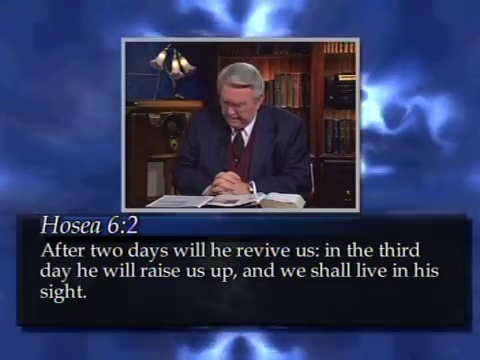 Hosea 6:2
After two days will he revive us: in the third
day he will raise us up, and we shall live in his
sight.